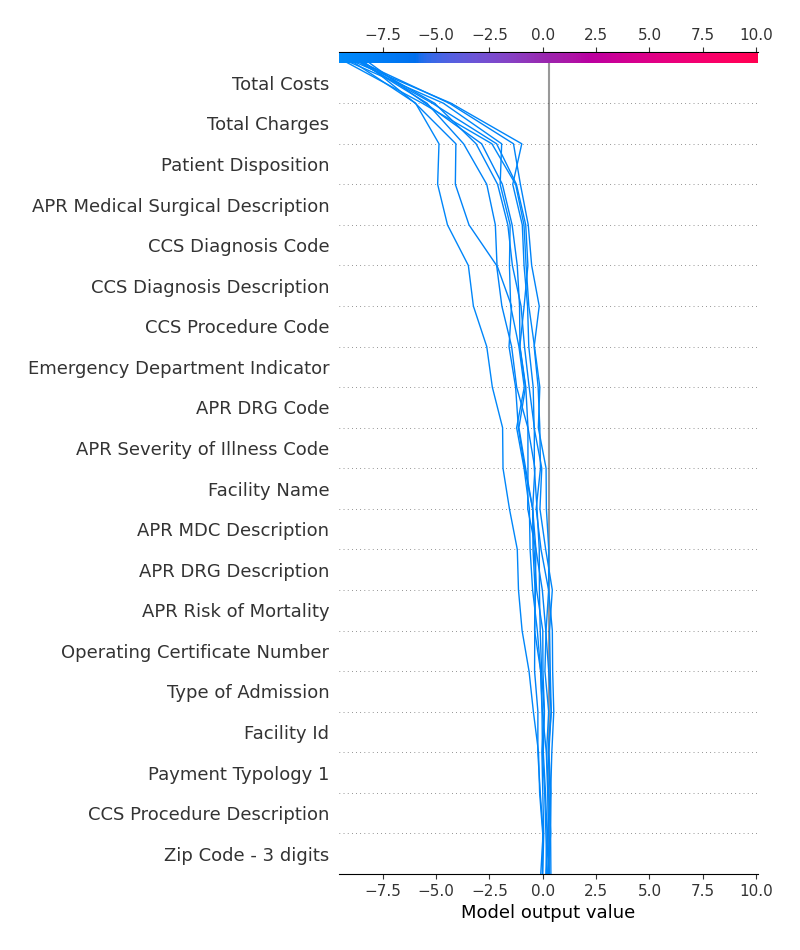 −7.5 −5.0 −2.5 0.0 2.5 5.0 7.5 10.0
Total Costs
Total Charges
Patient Disposition
APR Medical Surgical Description
CCS Diagnosis Code
CCS Diagnosis Description
CCS Procedure Code
Emergency Department Indicator
APR DRG Code
APR Severity of Illness Code
Facility Name
APR MDC Description
APR DRG Description
APR Risk of Mortality
Operating Certificate Number
Type of Admission
Facility Id
Payment Typology 1
CCS Procedure Description
Zip Code - 3 digits
−7.5 −5.0 −2.5 0.0 2.5 5.0 7.5 10.0
Model output value